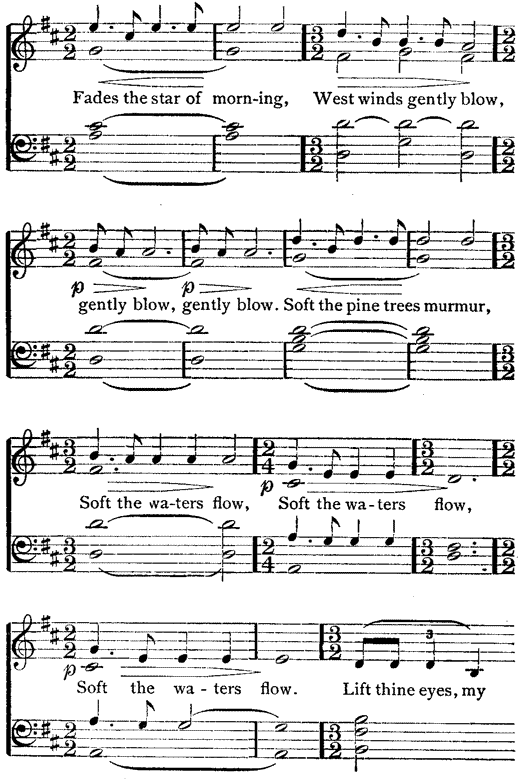 Fades the star of morn-ing, West winds gently blow,
p p
gently blow, gently blow. Soft the pine trees murmur,
Soft the wa-ters flow, Soft the wa-ters flow,
p
3
p
Soft the wa - ters flow. Lift thine eyes, my